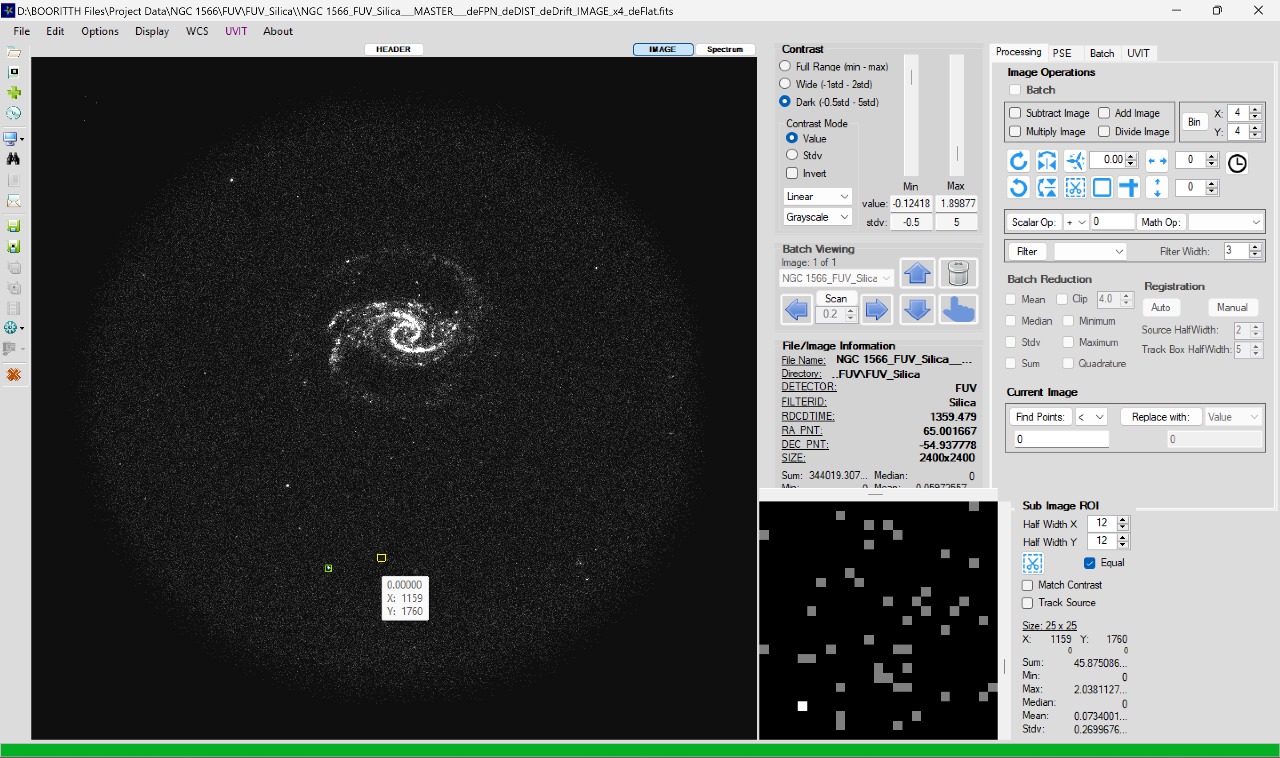 D:\BOORITTH Files\Project Data\\NGC 1566\FUV\FUV_Silica\\NGC 1566_FUV_Silica___MASTER___deFPN_deDIST_deDrift_IMAGE_x4_deFlat.fits
File Edit Options Display WCS UVIT About
HEADER IMAGE Spectrum
0.00000
X: 1159
Y: 1760
Contrast
Full Range (min - max)
Wide (-1std - 2std)
Dark (-0.5std - 5std)
Contrast Mode
Value
Stdv
Invert
Linear
Grayscale
Min Max
value: -0.12418 1.89877
stdv: -0.5 5
Batch Viewing
Image: 1 of 1
NGC 1566_FUV_Silica
Scan
0.2
File/Image Information
File Name: NGC 1566_FUV_Silica__...
Directory: ..FUV\FUV_Silica
DETECTOR: FUV
FILTERID: Silica
RDCDTIME: 1359.479
RA_PNT: 65.001667
DEC_PNT: -54.937778
SIZE: 2400x2400
Sum: 344019.307... Median: 0
Min: 0 Mean: 0.05972557
Processing PSE Batch UVIT
Image Operations
Batch
Subtract Image Add Image
Multiply Image Divide Image
Bin X: 4
Y: 4
0.00 0
0
Scalar Op: + 0 Math Op:
Filter Filter Width: 3
Batch Reduction
Mean Clip 4.0
Median Minimum
Stdv Maximum
Sum Quadrature
Registration
Auto Manual
Source HalfWidth: 2
Track Box HalfWidth: 5
Current Image
Find Points: < Replace with: Value
0 0
Sub Image ROI
Half Width X 12
Half Width Y 12
Equal
Match Contrast
Track Source
Size: 25 x 25
X: 1159 Y: 1760
0 0
Sum: 45.875086...
Min: 0
Max: 2.0381127...
Median: 0
Mean: 0.0734001...
Stdv: 0.2699676...